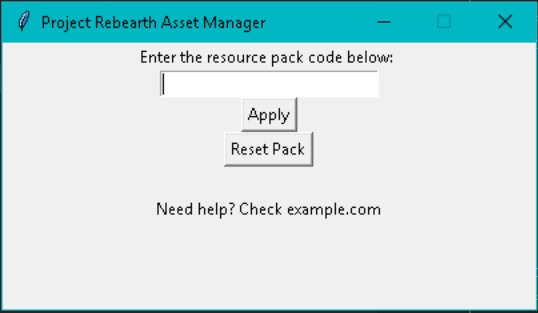 Project Rebearth Asset Manager
Enter the resource pack code below:
Apply
Reset Pack
Need help? Check example.com